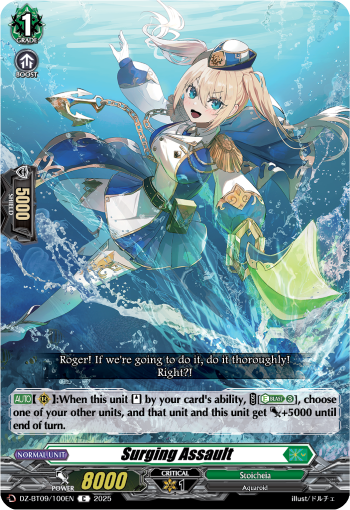 1
GRADE
BOOST
5000
SHIELD
Roger! If we're going to do it, do it thoroughly!
Right?!
AUTO[ ]:When this unit [ ] by your card's ability, [ BLAST 3], choose
one of your other units, and that unit and this unit get +5000 until
end of turn.
NORMAL UNIT
Surging Assault
POWER 8000
CRITICAL
1
Stoicheia
Aquaroid
DZ-BT09/100EN C 2025
illust/ドルチェ